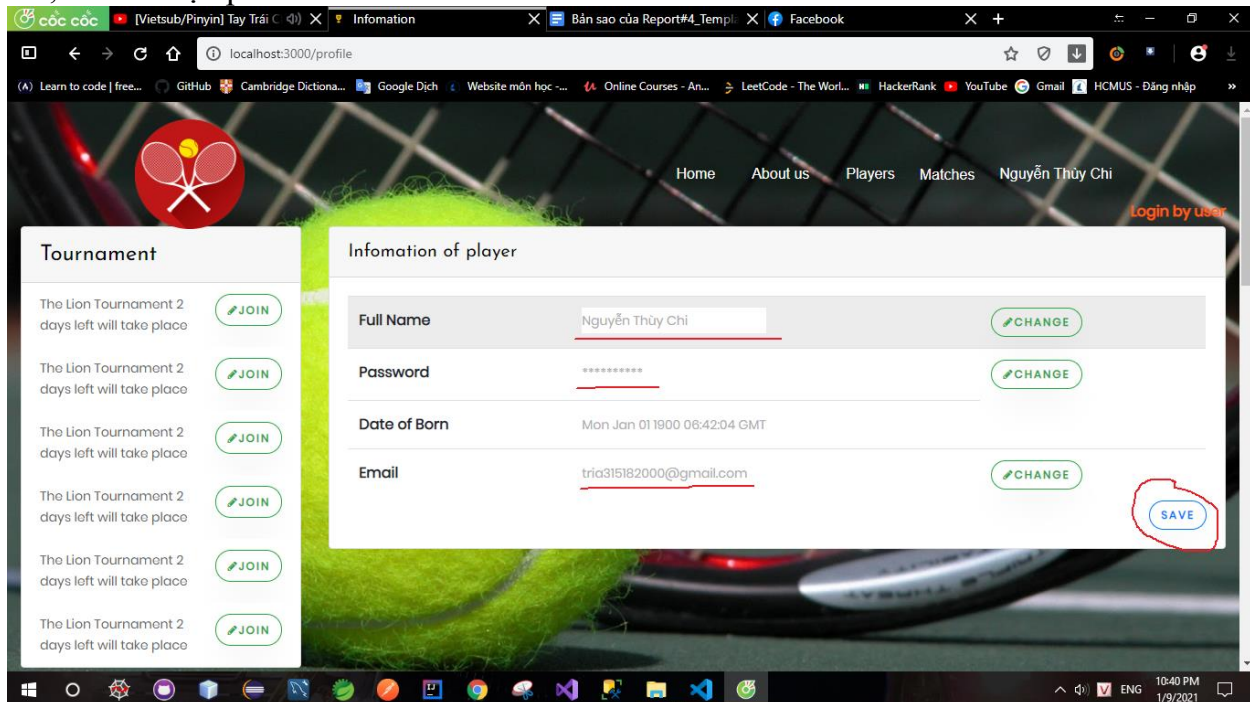 cốc cốc [Vietsub/Pinyin] Tay Trái C Infomation Bản sao của Report#4_Templ Facebook
localhost:3000/profile
Learn to code | free... GitHub Cambridge Dictiona... Google Dịch Website môn học -... Online Courses - An... LeetCode - The Worl... HackerRank YouTube Gmail HCMUS - Đăng nhập »
Home About us Players Matches Nguyễn Thùy Chi
Login by user
Tournament
The Lion Tournament 2
days left will take place
JOIN
The Lion Tournament 2
days left will take place
JOIN
The Lion Tournament 2
days left will take place
JOIN
The Lion Tournament 2
days left will take place
JOIN
The Lion Tournament 2
days left will take place
JOIN
The Lion Tournament 2
days left will take place
JOIN
Infomation of player
Full Name Nguyễn Thùy Chi CHANGE
Password ********** CHANGE
Date of Born Mon Jan 01 1900 06:42:04 GMT
Email tria315182000@gmail.com CHANGE
SAVE
ENG 10:40 PM
1/9/2021